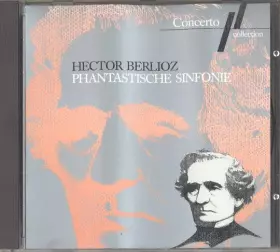 Concerto
collection
HECTOR BERLIOZ
PHANTASTISCHE SINFONIE